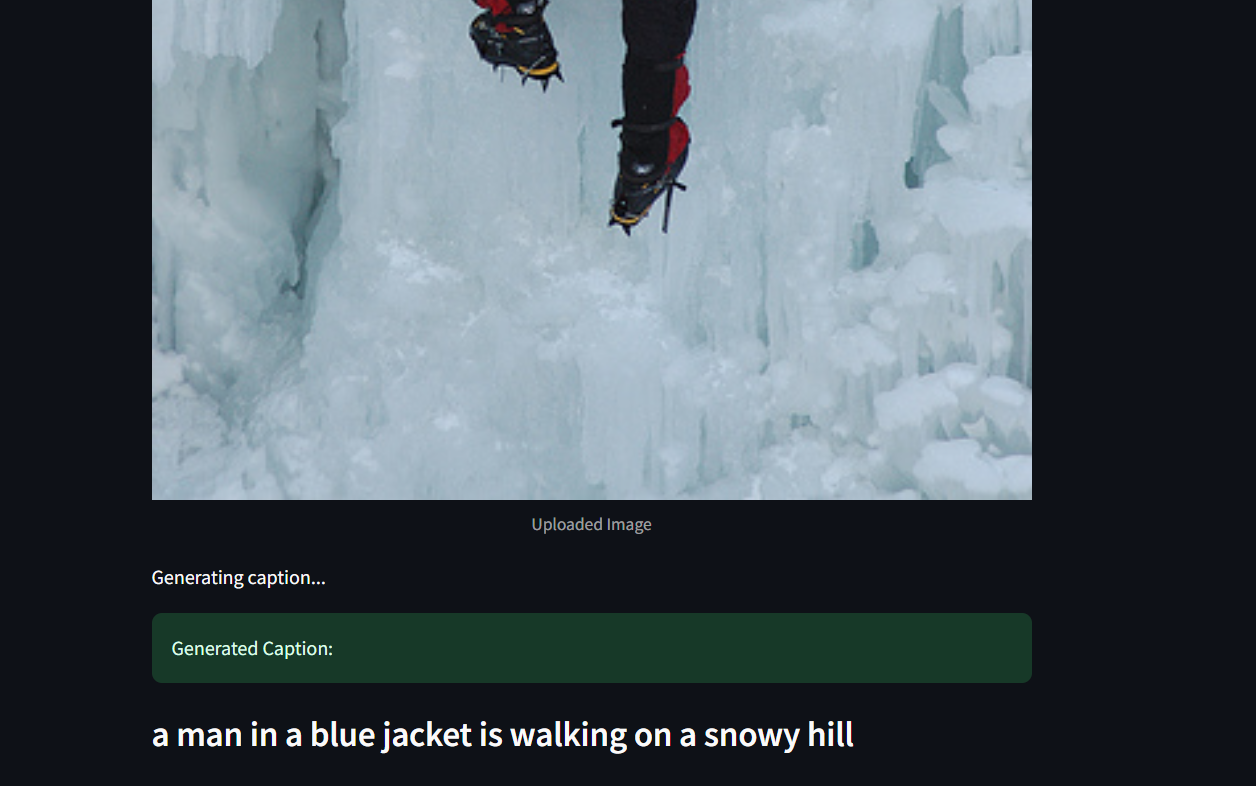 Uploaded Image
Generating caption...
Generated Caption:
a man in a blue jacket is walking on a snowy hill